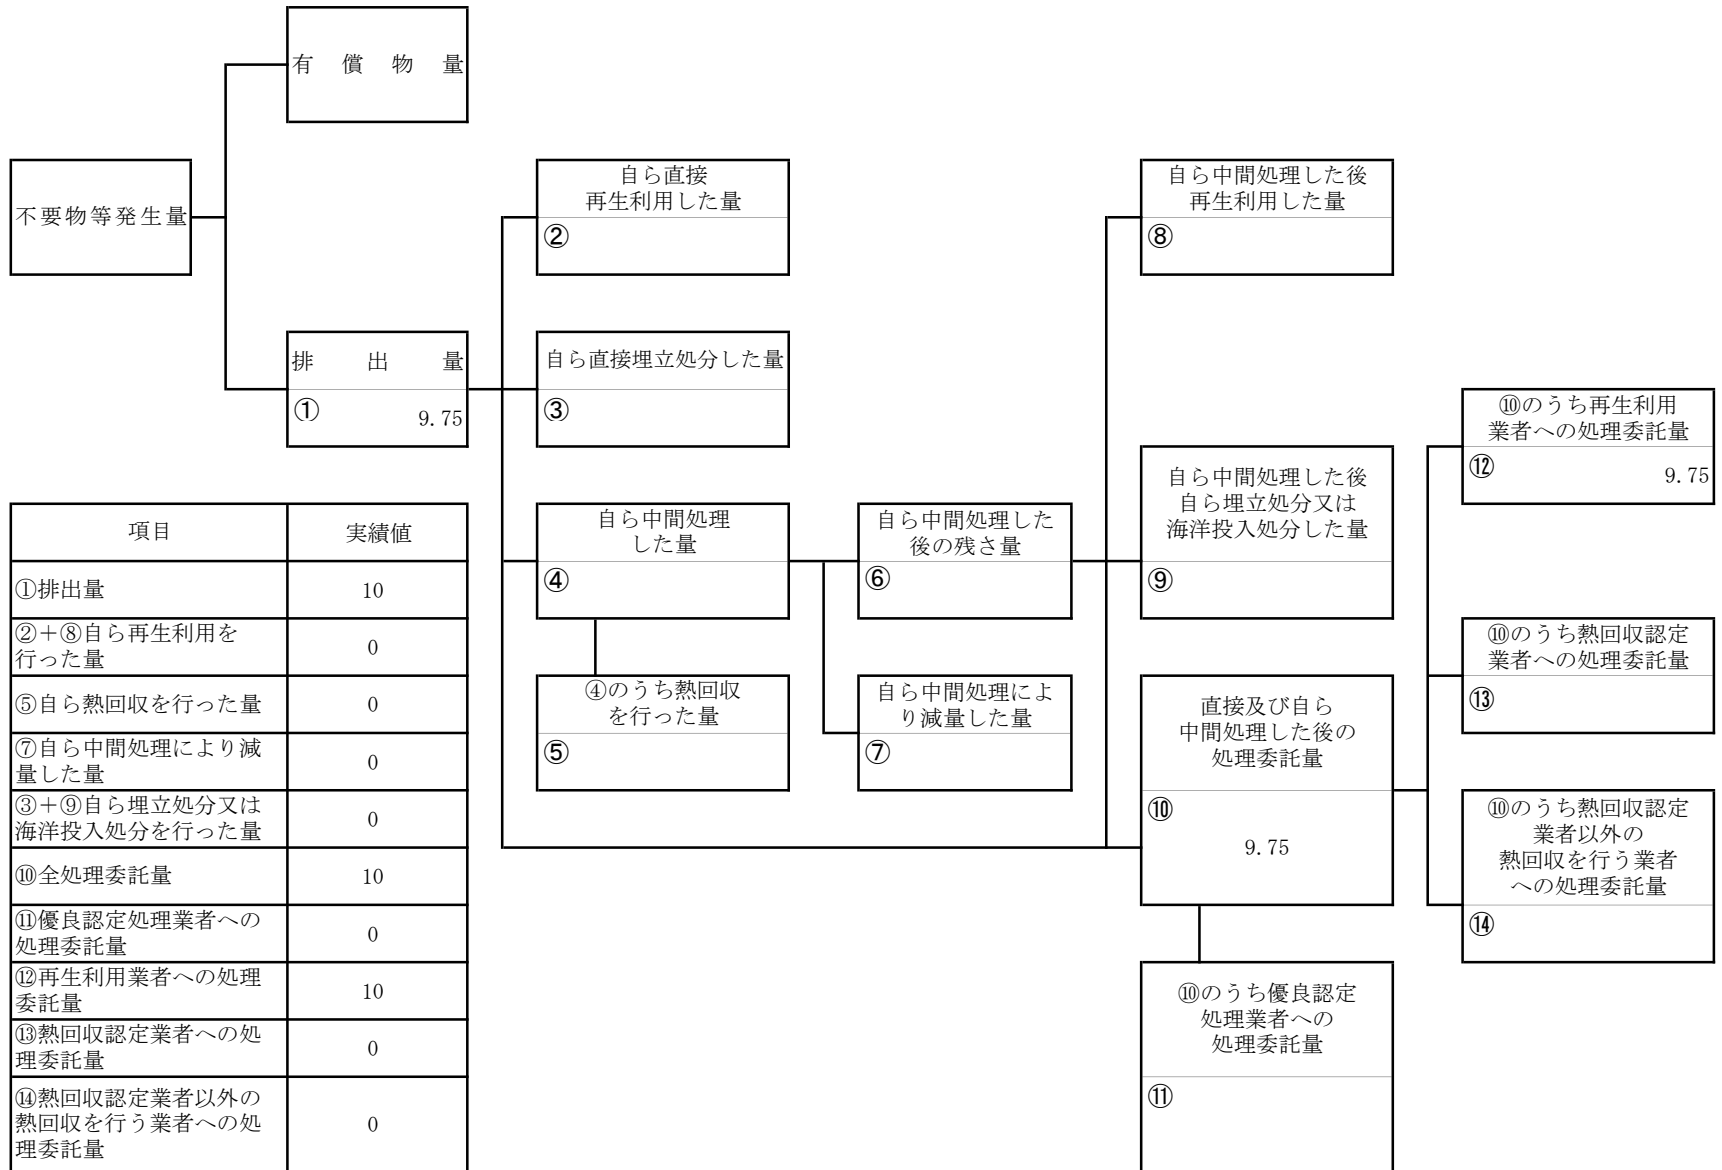 有償物量
不要物等発生量
排出量
①
9.75
自ら直接
再生利用した量
②
自ら直接埋立処分した量
③
自ら中間処理
した量
④
④のうち熱回収
を行った量
⑤
自ら中間処理した
後の残さ量
⑥
自ら中間処理によ
り減量した量
⑦
自ら中間処理した後
再生利用した量
⑧
自ら中間処理した後
自ら埋立処分又は
海洋投入処分した量
⑨
直接及び自ら
中間処理した後の
処理委託量
⑩
9.75
⑩のうち優良認定
処理業者への
処理委託量
⑪
⑩のうち再生利用
業者への処理委託量
⑫
9.75
⑩のうち熱回収認定
業者への処理委託量
⑬
⑩のうち熱回収認定
業者以外の
熱回収を行う業者
への処理委託量
⑭
項目 実績値
①排出量 10
②＋⑧自ら再生利用を
行った量 0
⑤自ら熱回収を行った量 0
⑦自ら中間処理により減
量した量 0
③＋⑨自ら埋立処分又は
海洋投入処分を行った量 0
⑩全処理委託量 10
⑪優良認定処理業者への
処理委託量 0
⑫再生利用業者への処理
委託量 10
⑬熱回収認定業者への処
理委託量 0
⑭熱回収認定業者以外の
熱回収を行う業者への処
理委託量 0